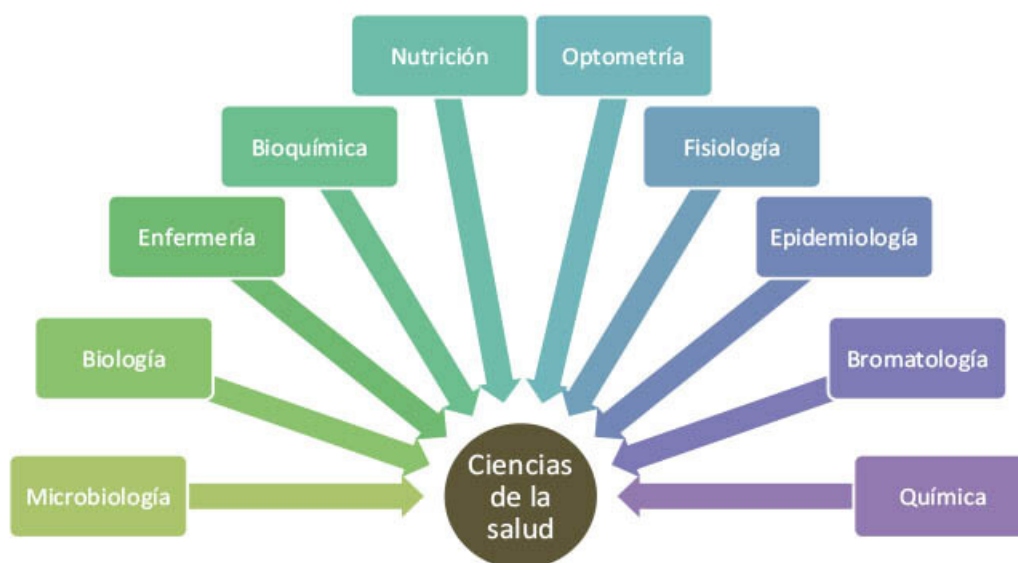 Nutrición
Optometría
Bioquímica
Fisiología
Enfermería
Epidemiología
Biología
Bromatología
Microbiología
Ciencias
de la
salud
Química